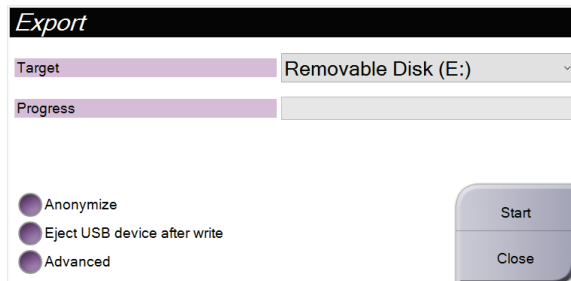 Export
Target
Removable Disk (E:)
Progress
Anonymize
Eject USB device after write
Advanced
Start
Close